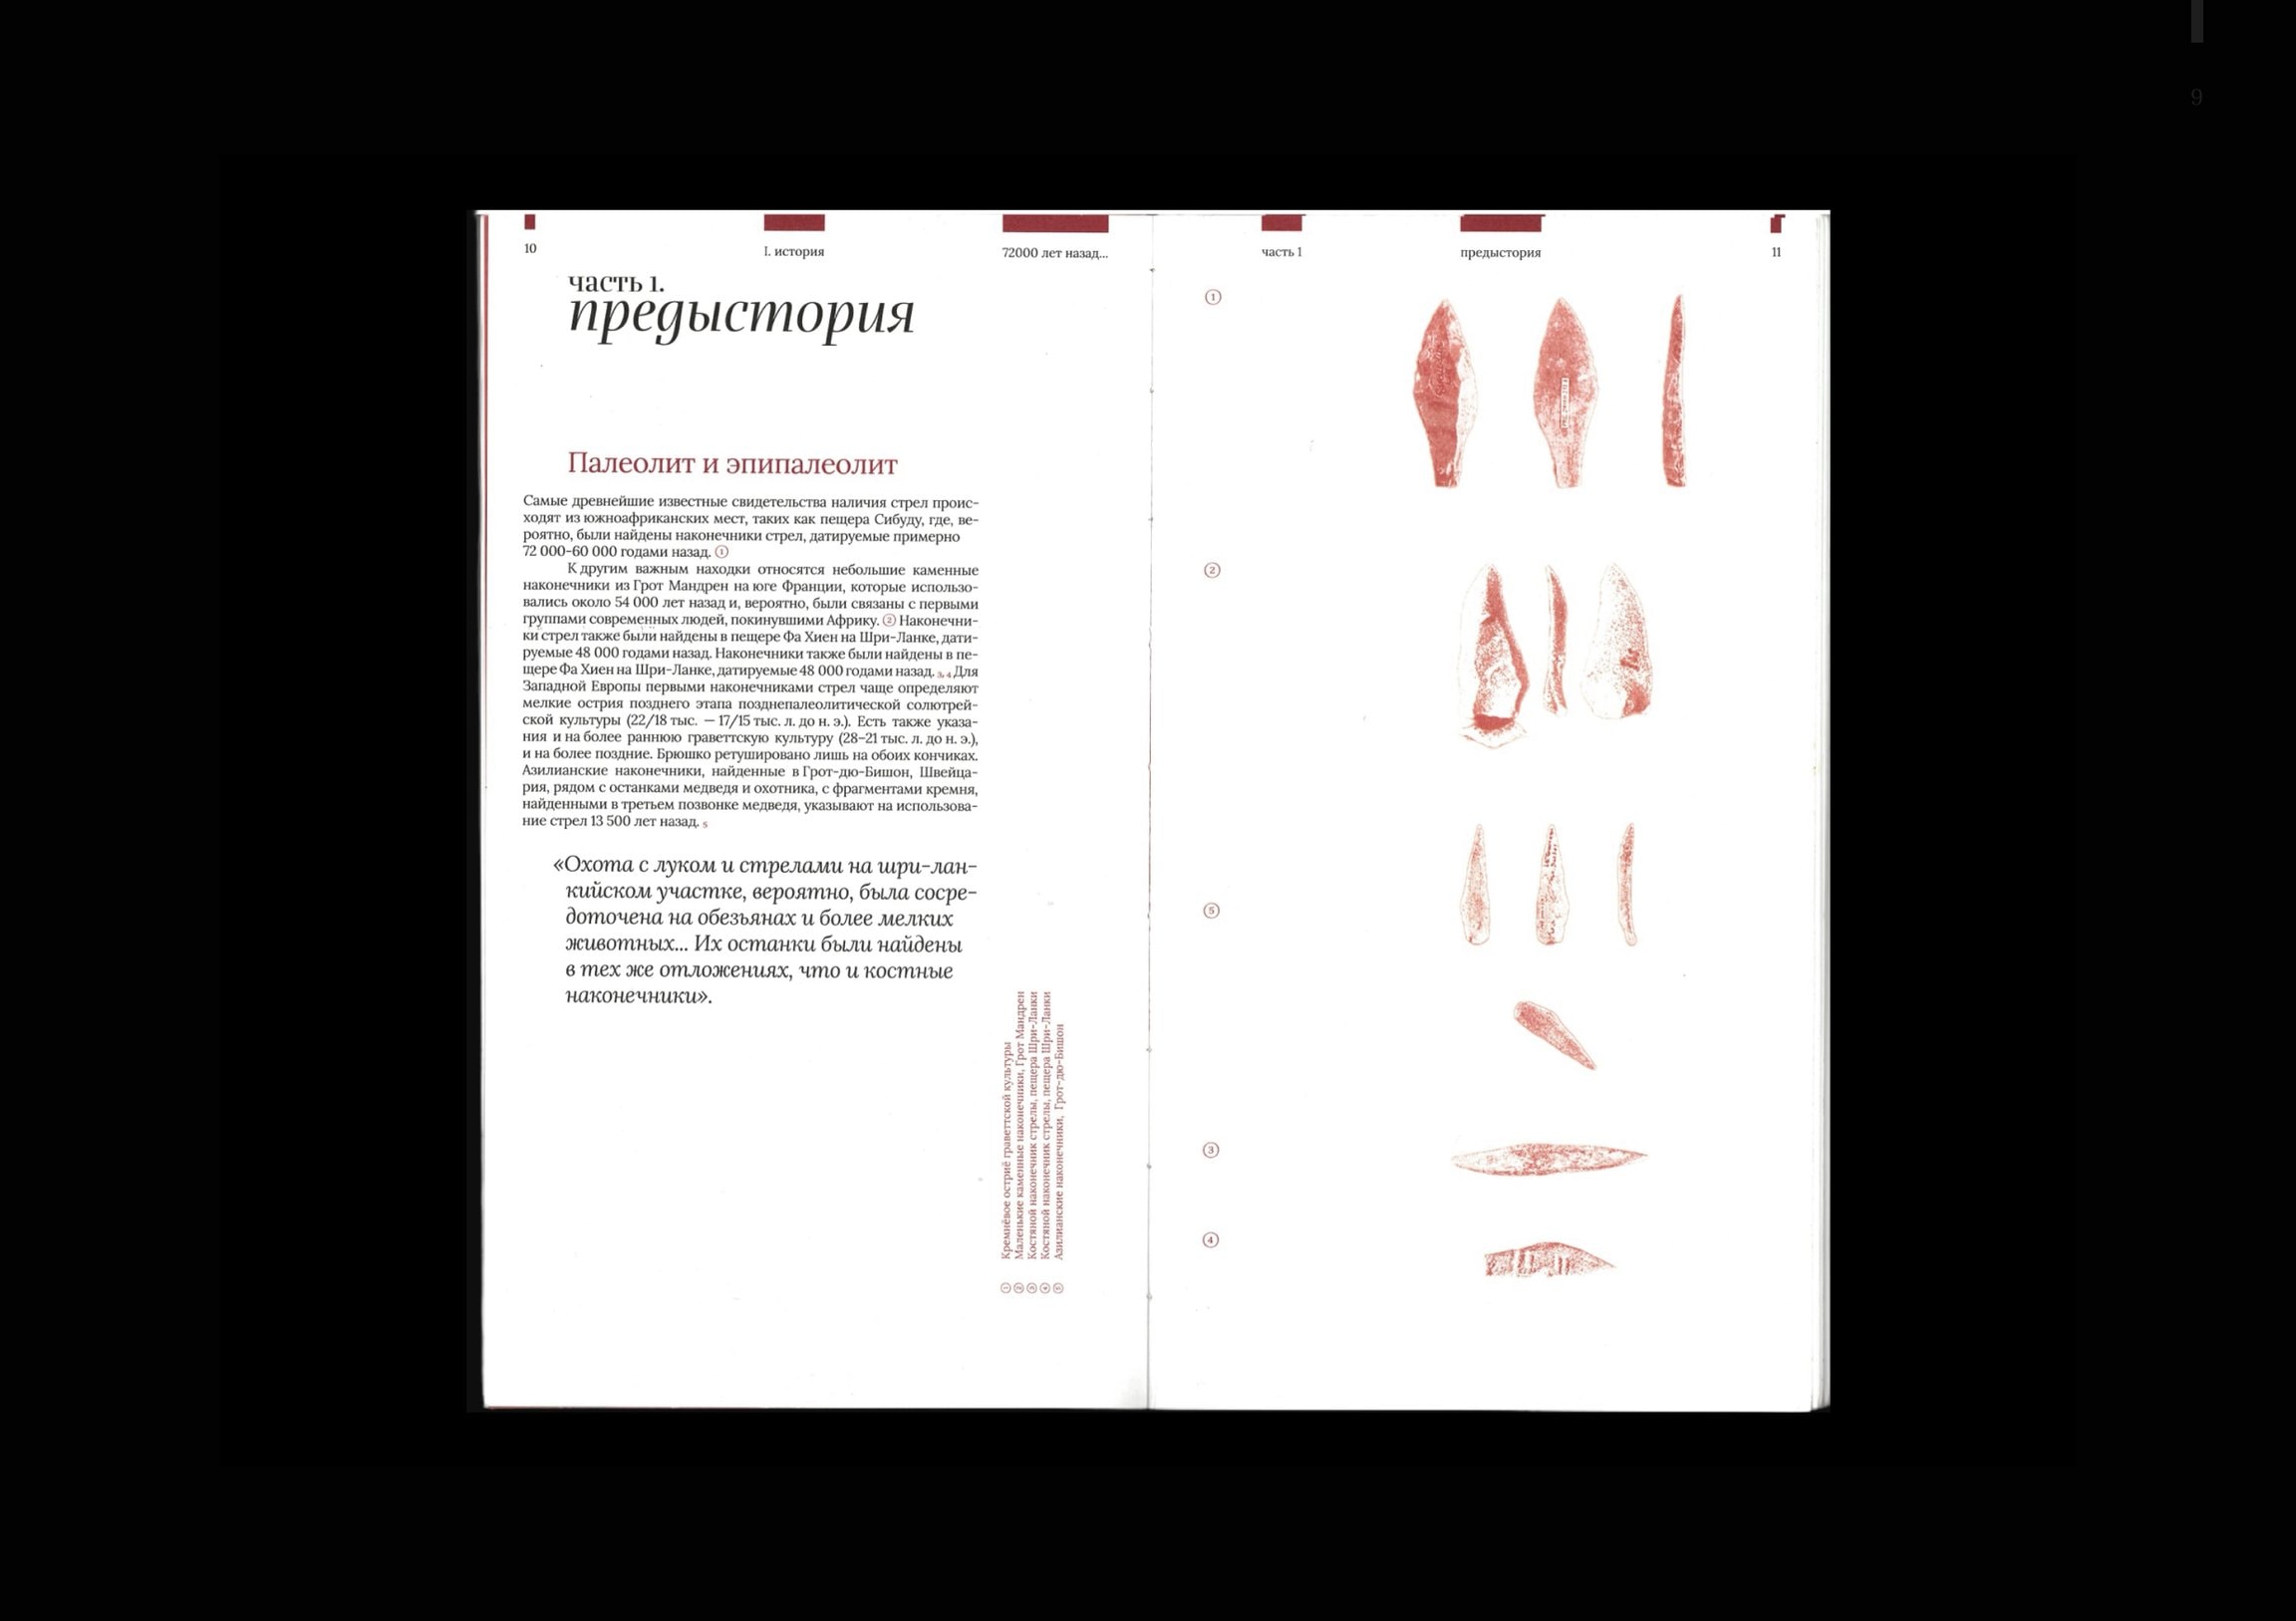 9
10
I. история
72000 лет назад...
часть 1
предыстория
11
часть 1.
предыстория
Палеолит и эпипалеолит
Самые древнейшие известные свидетельства наличия стрел проис-
ходят из южноафриканских мест, таких как пещера Сибуду, где, ве-
роятно, были найдены наконечники стрел, датируемые примерно
72 000-60 000 годами назад. ①
К другим важным находки относятся небольшие каменные
наконечники из Грот Мандрен на юге Франции, которые использо-
вались около 54 000 лет назад и, вероятно, были связаны с первыми
группами современных людей, покинувшими Африку. ② Наконечни-
ки стрел также были найдены в пещере Фа Хиен на Шри-Ланке, дати-
руемые 48 000 годами назад. Наконечники также были найдены в пе-
щере Фа Хиен на Шри-Ланке, датируемые 48 000 годами назад. 3, 4 Для
Западной Европы первыми наконечниками стрел чаще определяют
мелкие острия позднего этапа позднепалеолитической солютрей-
ской культуры (22/18 тыс. — 17/15 тыс. л. до н. э.). Есть также указа-
ния и на более раннюю граветтскую культуру (28–21 тыс. л. до н. э.),
и на более поздние. Брюшко ретушировано лишь на обоих кончиках.
Азилианские наконечники, найденные в Грот-дю-Бишон, Швейца-
рия, рядом с останками медведя и охотника, с фрагментами кремня,
найденными в третьем позвонке медведя, указывают на использова-
ние стрел 13 500 лет назад. 5
«Охота с луком и стрелами на шри-лан-
кийском участке, вероятно, была сосре-
доточена на обезьянах и более мелких
животных... Их останки были найдены
в тех же отложениях, что и костные
наконечники».
① Кремнёвое остриё граветтской культуры
② Маленькие каменные наконечники, Грот Мандрен
③ Костяной наконечник стрелы, пещера Шри-Ланки
④ Костяной наконечник стрелы, пещера Шри-Ланки
⑤ Азилианские наконечники, Грот-дю-Бишон
①
②
⑤
③
④